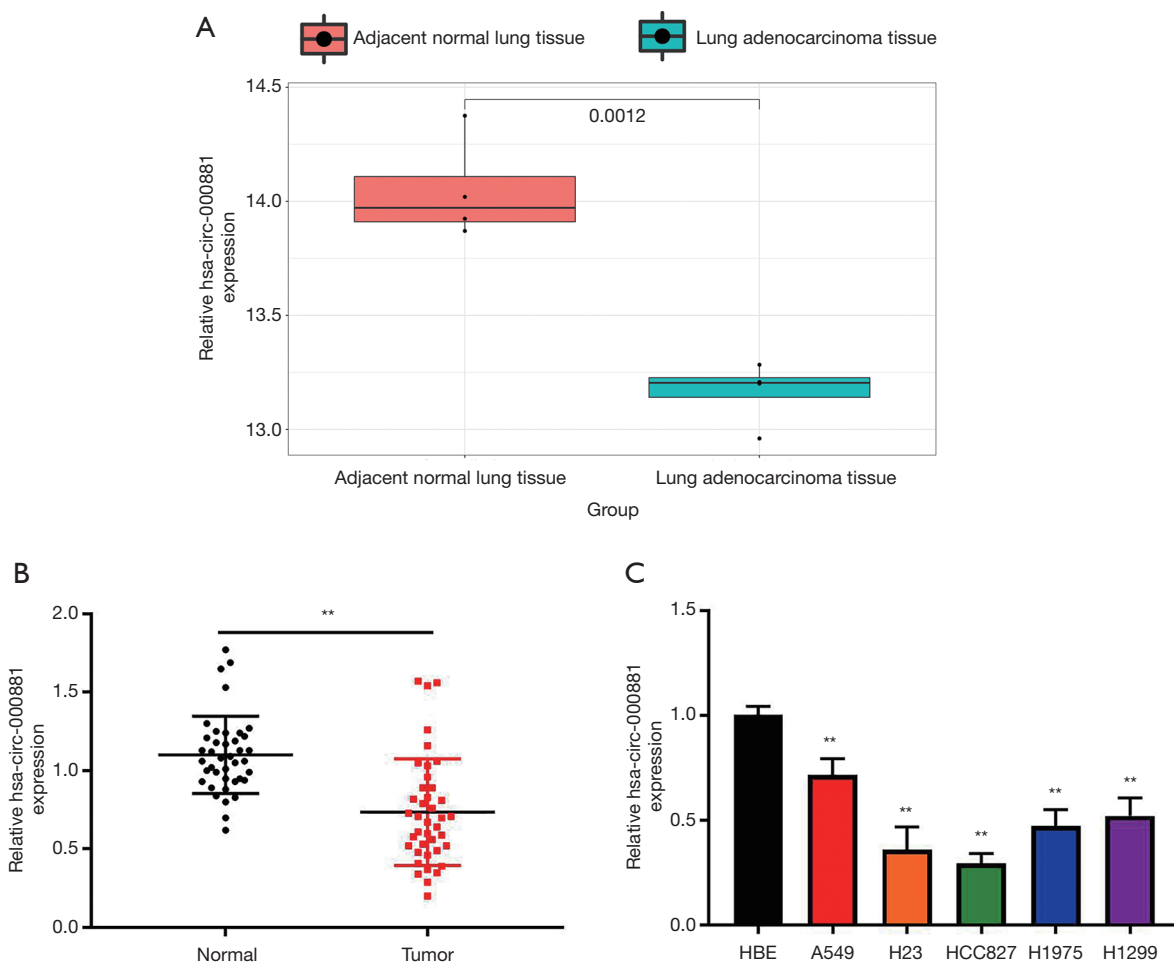 A
Adjacent normal lung tissue
Lung adenocarcinoma tissue
Relative hsa-circ-000881
expression
14.5
14.0
13.5
13.0
0.0012
Adjacent normal lung tissue
Lung adenocarcinoma tissue
Group
B
Relative hsa-circ-000881
expression
2.0
1.5
1.0
0.5
0.0
**
Normal
Tumor
C
Relative hsa-circ-000881
expression
1.5
1.0
0.5
0.0
**
**
**
**
**
HBE
A549
H23
HCC827
H1975
H1299